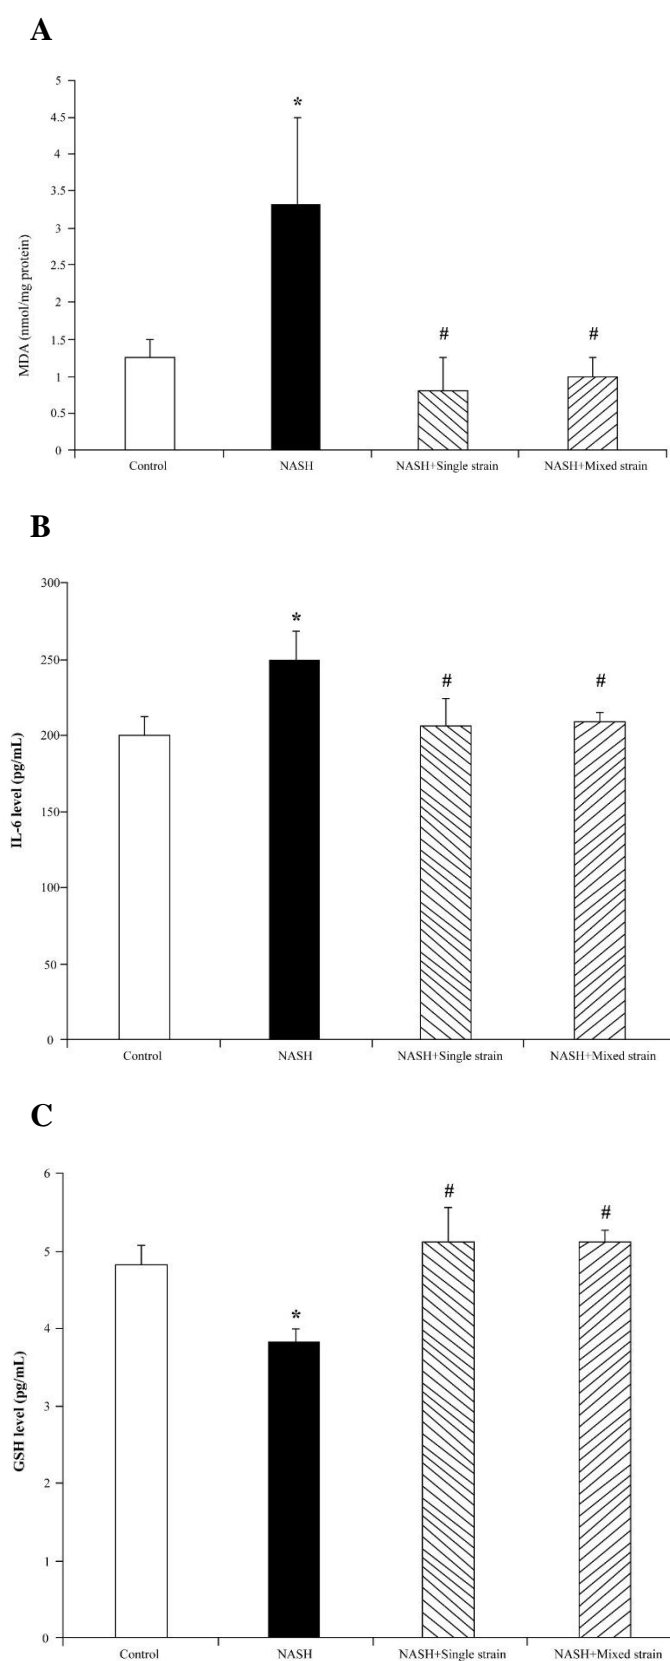 A
5
4.5
4
3.5
3
2.5
2
1.5
1
0.5
0
MDA (nmol/mg protein)
*
#
#
Control
NASH
NASH+Single strain
NASH+Mixed strain
B
300
250
200
150
100
50
0
IL-6 level (pg/mL)
*
#
#
Control
NASH
NASH+Single strain
NASH+Mixed strain
C
6
5
4
3
2
1
0
GSH level (pg/mL)
*
#
#
Control
NASH
NASH+Single strain
NASH+Mixed strain